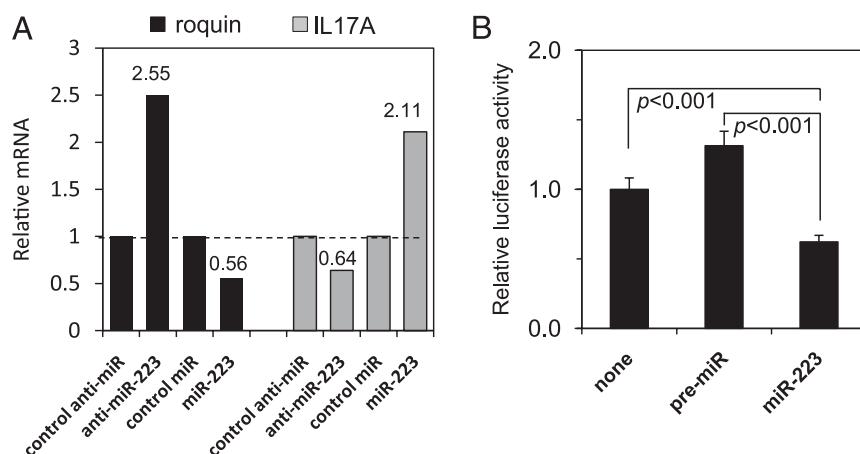 A
roquin
IL17A
Relative mRNA
3
2.5
2
1.5
1
0.5
0
2.55
0.56
0.64
2.11
control anti-miR
anti-miR-223
control miR
miR-223
control anti-miR
anti-miR-223
control miR
miR-223
B
Relative luciferase activity
2.0
1.0
0.0
p<0.001
p<0.001
none
pre-miR
miR-223